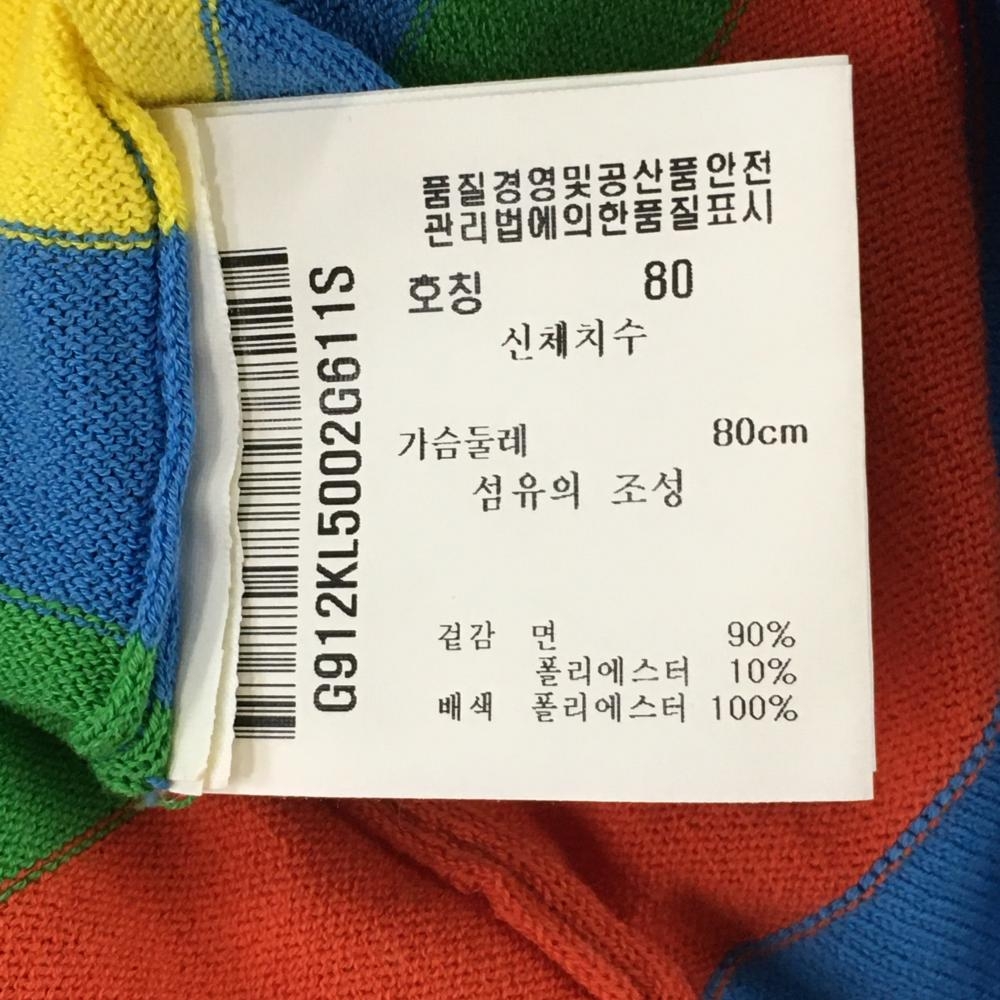 품질경영및공산품안전
관리법에의한품질표시
호칭 80
신체치수
가슴둘레 80cm
섬유의 조성
겉감 면 90%
폴리에스터 10%
배색 폴리에스터 100%
G912KL5002G611S